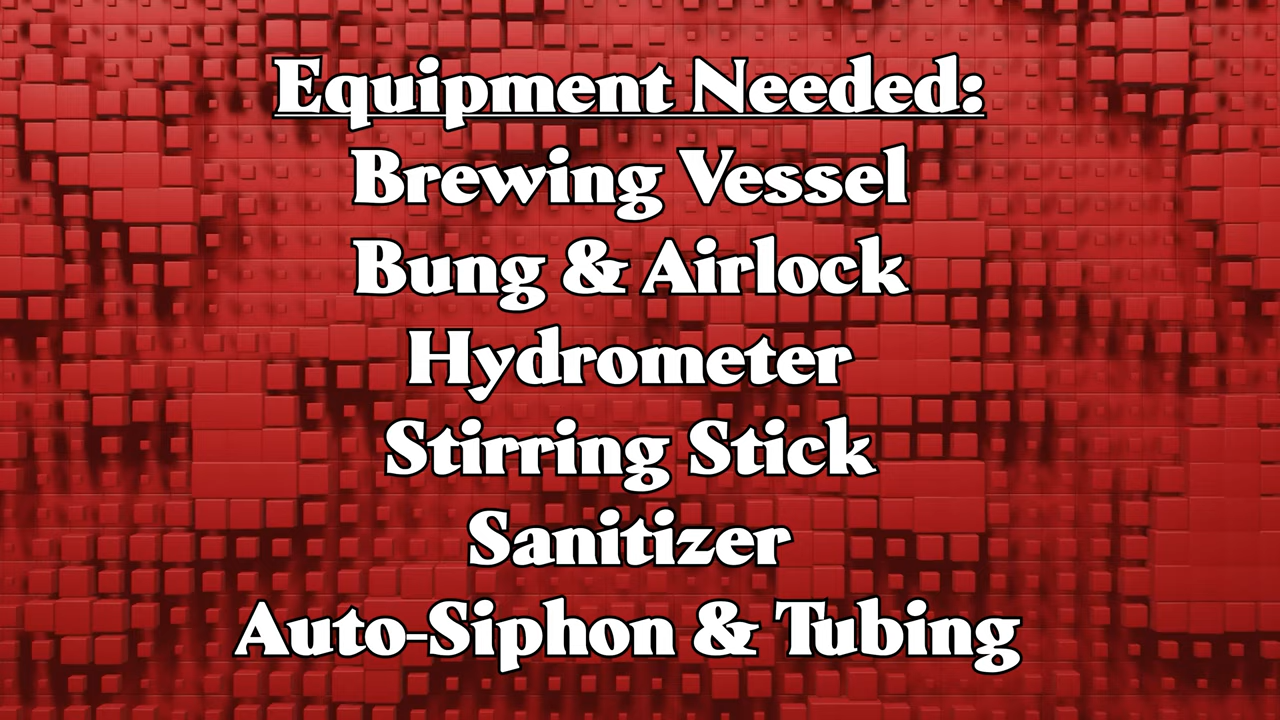 Equipment Needed:
Brewing Vessel
Bung & Airlock
Hydrometer
Stirring Stick
Sanitizer
Auto-Siphon & Tubing